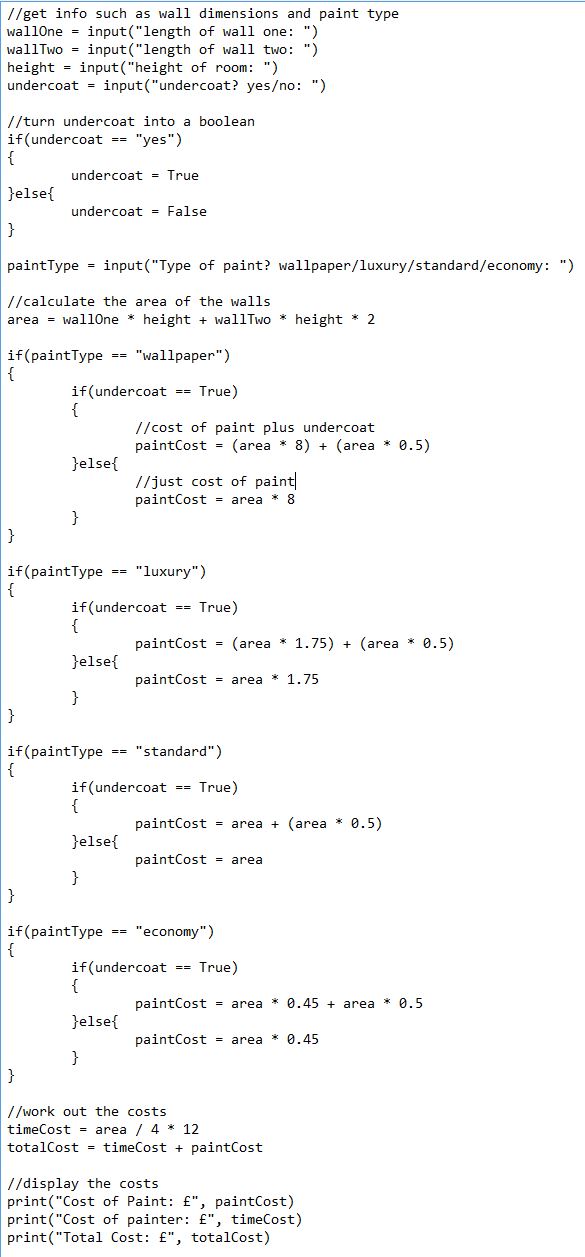 //get info such as wall dimensions and paint type
wallOne = input("length of wall one: ")
wallTwo = input("length of wall two: ")
height = input("height of room: ")
undercoat = input("undercoat? yes/no: ")

//turn undercoat into a boolean
if(undercoat == "yes")
{
	undercoat = True
}else{
	undercoat = False
}

paintType = input("Type of paint? wallpaper/luxury/standard/economy: ")

//calculate the area of the walls
area = wallOne * height + wallTwo * height * 2

if(paintType == "wallpaper")
{
	if(undercoat == True)
	{
		//cost of paint plus undercoat
		paintCost = (area * 8) + (area * 0.5)
	}else{
		//just cost of paint
		paintCost = area * 8
	}
}

if(paintType == "luxury")
{
	if(undercoat == True)
	{
		paintCost = (area * 1.75) + (area * 0.5)
	}else{
		paintCost = area * 1.75
	}
}

if(paintType == "standard")
{
	if(undercoat == True)
	{
		paintCost = area + (area * 0.5)
	}else{
		paintCost = area
	}
}

if(paintType == "economy")
{
	if(undercoat == True)
	{
		paintCost = area * 0.45 + area * 0.5
	}else{
		paintCost = area * 0.45
	}
}

//work out the costs
timeCost = area / 4 * 12
totalCost = timeCost + paintCost

//display the costs
print("Cost of Paint: £", paintCost)
print("Cost of painter: £", timeCost)
print("Total Cost: £", totalCost)